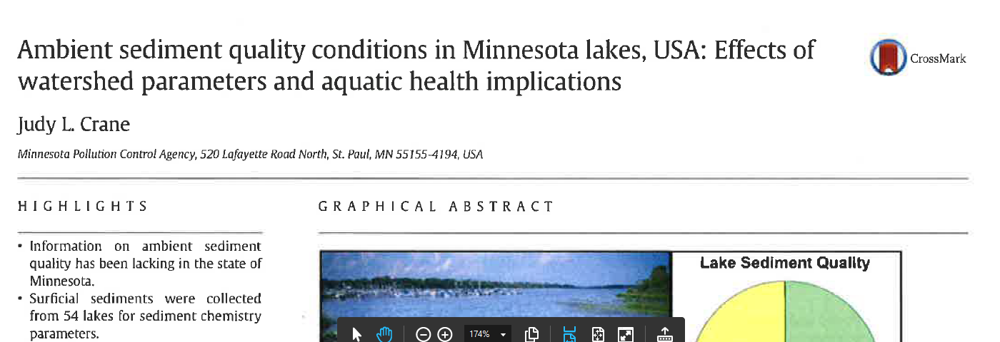 Ambient sediment quality conditions in Minnesota lakes, USA: Effects of
watershed parameters and aquatic health implications
CrossMark
Judy L. Crane
Minnesota Pollution Control Agency, 520 Lafayette Road North, St. Paul, MN 55155-4194, USA
HIGHLIGHTS
• Information on ambient sediment
quality has been lacking in the state of
Minnesota.
• Surficial sediments were collected
from 54 lakes for sediment chemistry
parameters.
GRAPHICAL ABSTRACT
Lake Sediment Quality
174%